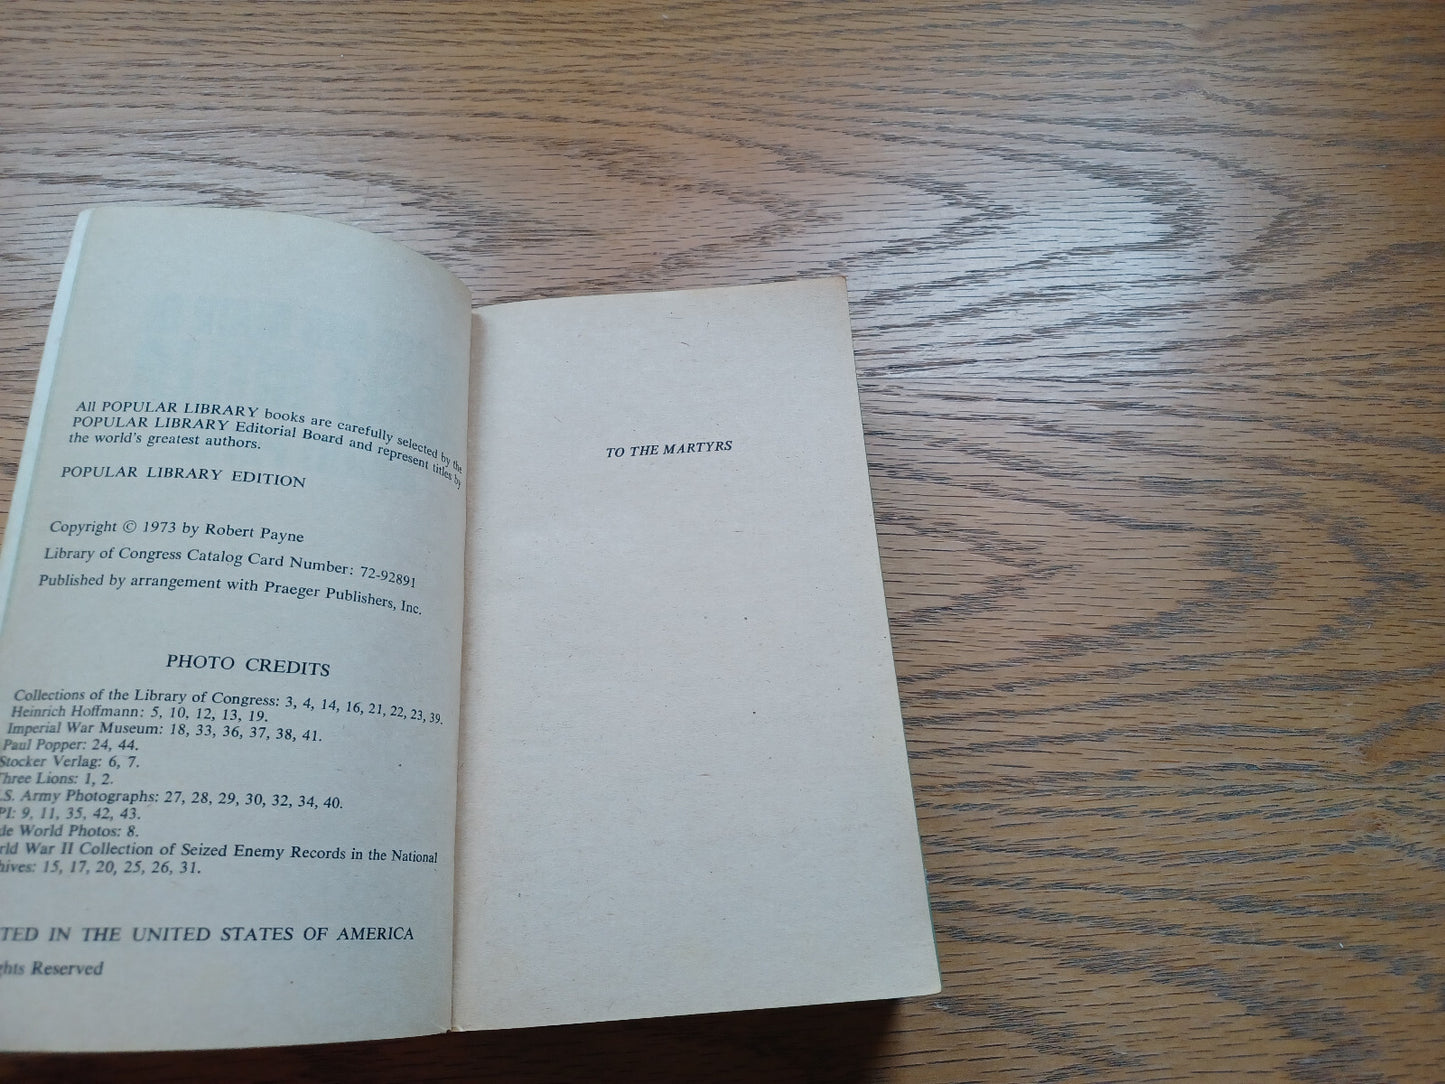 All POPULAR LIBRARY books are carefully selected by the
POPULAR LIBRARY Editorial Board and represent titles by
the world's greatest authors.
POPULAR LIBRARY EDITION
Copyright © 1973 by Robert Payne
Library of Congress Catalog Card Number: 72-92891
Published by arrangement with Praeger Publishers, Inc.
PHOTO CREDITS
Collections of the Library of Congress: 3, 4, 14, 16, 21, 22, 23, 39.
Heinrich Hoffmann: 5, 10, 12, 13, 19.
Imperial War Museum: 18, 33, 36, 37, 38, 41.
Paul Popper: 24, 44.
Stocker Verlag: 6, 7.
Three Lions: 1, 2.
.S. Army Photographs: 27, 28, 29, 30, 32, 34, 40.
PI: 9, 11, 35, 42, 43.
de World Photos: 8.
rld War II Collection of Seized Enemy Records in the National
hives: 15, 17, 20, 25, 26, 31.
TED IN THE UNITED STATES OF AMERICA
ghts Reserved
TO THE MARTYRS